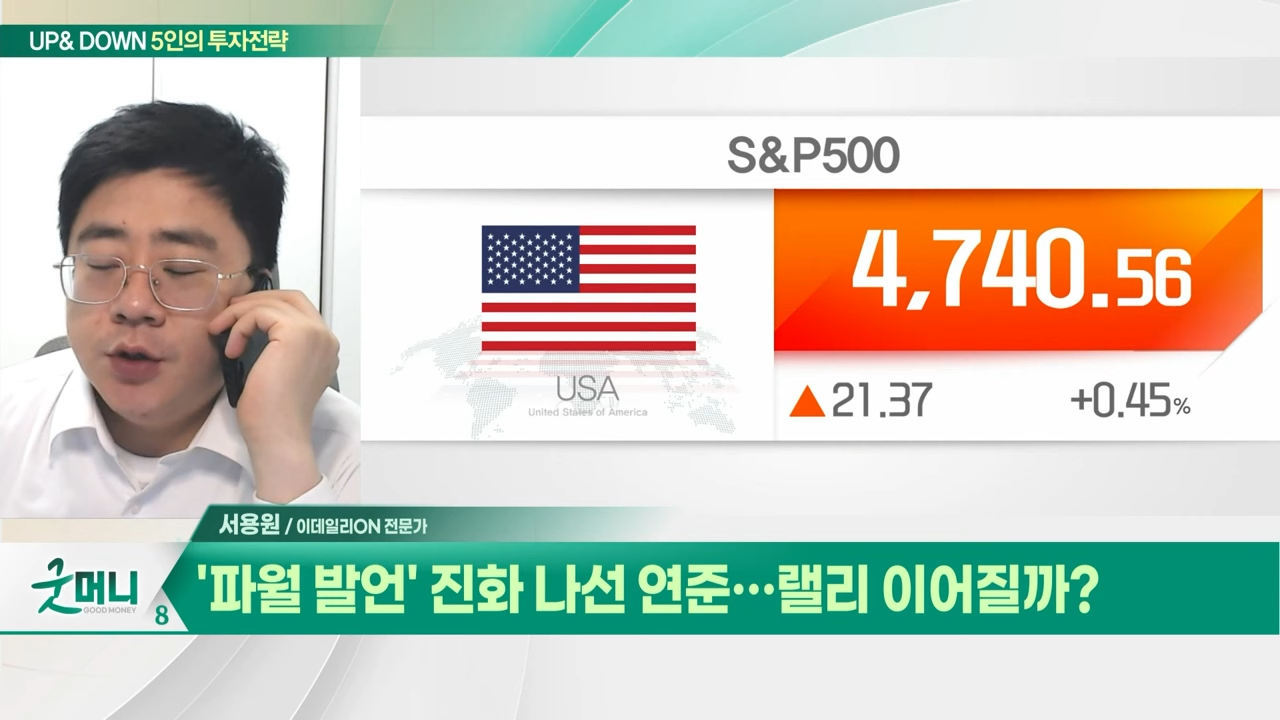 UP& DOWN 5인의 투자전략
S&P500
4,740.56
USA
United States of America
▲21.37 +0.45%
서용원 / 이데일리ON 전문가
굿머니
GOOD MONEY
8
'파월 발언' 진화 나선 연준…랠리 이어질까?